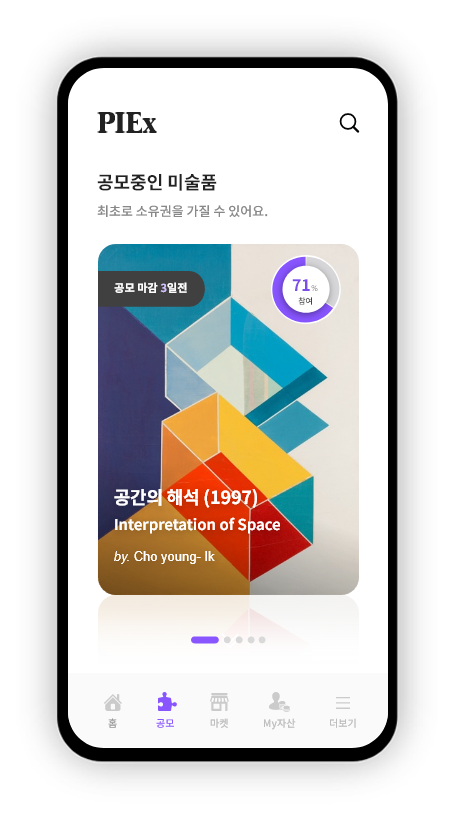 PIEx
공모중인 미술품
최초로 소유권을 가질 수 있어요.
공모 마감 3일전
71%
참여
공간의 해석 (1997)
Interpretation of Space
by. Cho young- Ik
홈
공모
마켓
My자산
더보기